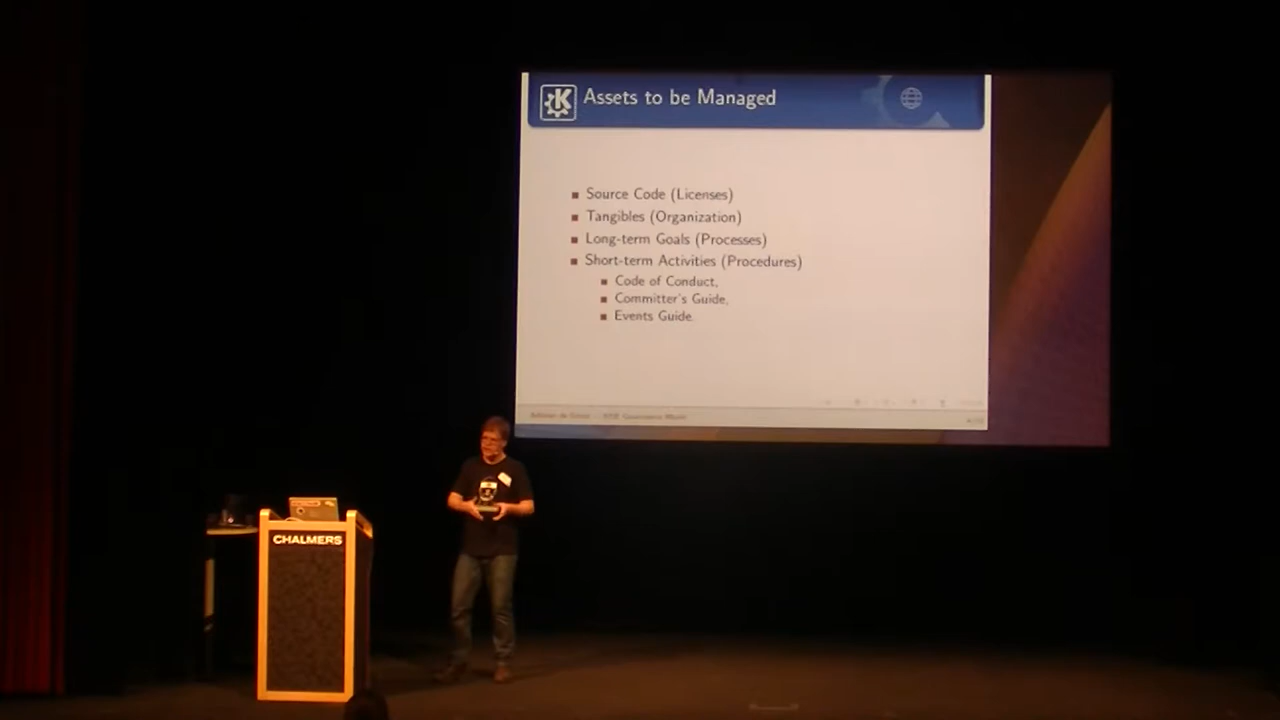 Assets to be Managed
Source Code (Licenses)
Tangibles (Organization)
Long-term Goals (Processes)
Short-term Activities (Procedures)
Code of Conduct,
Committer's Guide,
Events Guide.
CHALMERS